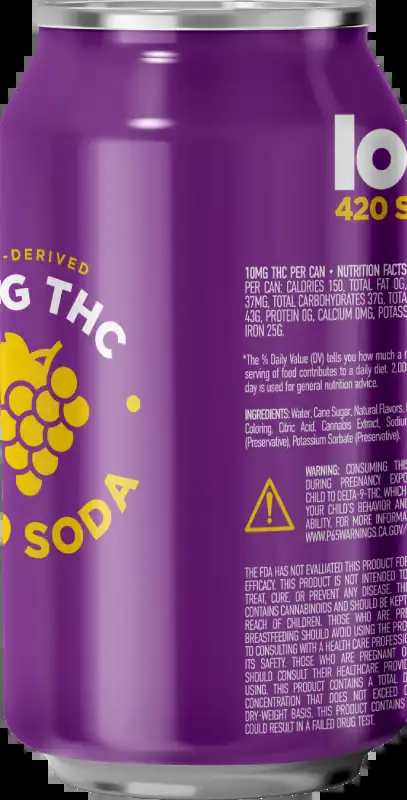 -DERIVED
G THC
SODA
lo
420 S
10MG THC PER CAN • NUTRITION FACTS
PER CAN: CALORIES 150, TOTAL FAT 0G,
37MG, TOTAL CARBOHYDRATES 37G, TOTA
43G, PROTEIN 0G, CALCIUM 0MG, POTASS
IRON 25G.
*The % Daily Value (DV) tells you how much a n
serving of food contributes to a daily diet. 2,00
day is used for general nutrition advice.
INGREDIENTS: Water, Cane Sugar, Natural Flavors,
Coloring, Citric Acid, Cannabis Extract, Sodium
(Preservative), Potassium Sorbate (Preservative).
WARNING: CONSUMING THIS
DURING PREGNANCY EXPO
CHILD TO DELTA-9-THC, WHICH
YOUR CHILD'S BEHAVIOR AND
ABILITY. FOR MORE INFORMA
WWW.P65WARNINGS.CA.GOV/
THE FDA HAS NOT EVALUATED THIS PRODUCT FOR
EFFICACY. THIS PRODUCT IS NOT INTENDED TO
TREAT, CURE, OR PREVENT ANY DISEASE. THI
CONTAINS CANNABINOIDS AND SHOULD BE KEPT
REACH OF CHILDREN. THOSE WHO ARE PRE
BREASTFEEDING SHOULD AVOID USING THE PRO
TO CONSULTING WITH A HEALTH CARE PROFESSIO
ITS SAFETY. THOSE WHO ARE PREGNANT O
SHOULD CONSULT THEIR HEALTHCARE PROVID
USING. THIS PRODUCT CONTAINS A TOTAL D
CONCENTRATION THAT DOES NOT EXCEED 0
DRY-WEIGHT BASIS. THIS PRODUCT CONTAINS
COULD RESULT IN A FAILED DRUG TEST.